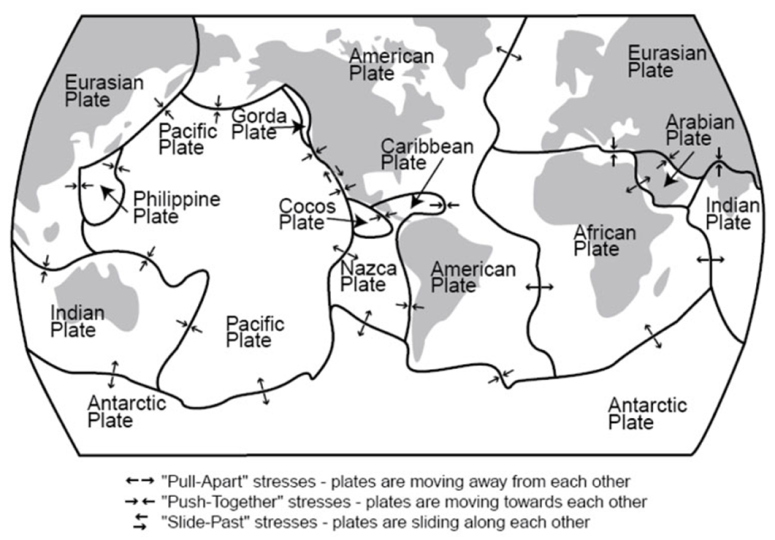 Eurasian
Plate
American
Plate
Eurasian
Plate
Pacific
Plate
Gorda
Plate
Caribbean
Plate
Arabian
Plate
Philippine
Plate
Cocos
Plate
African
Plate
Indian
Plate
Nazca
Plate
American
Plate
Indian
Plate
Pacific
Plate
Antarctic
Plate
Antarctic
Plate
"Pull-Apart" stresses - plates are moving away from each other
"Push-Together" stresses - plates are moving towards each other
"Slide-Past" stresses - plates are sliding along each other